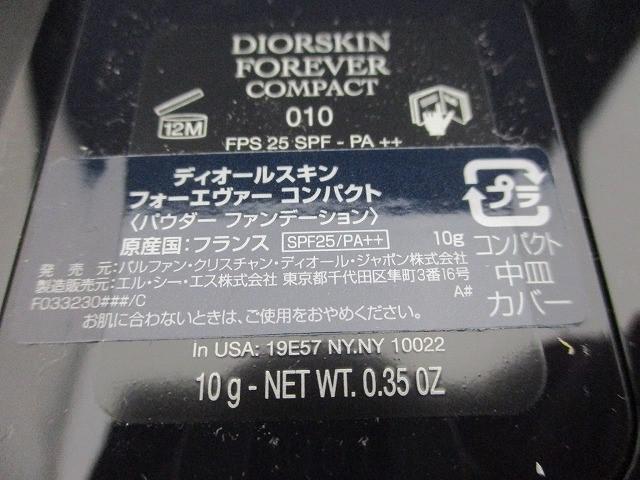 DIORSKIN
FOREVER
COMPACT
010
12M
FPS 25 SPF - PA ++
ディオールスキン
フォーエヴァー コンパクト
〈パウダー ファンデーション〉
原産国:フランス SPF25/PA++ 10g
発 売 元:パルファン・クリスチャン・ディオール・ジャポン株式会社
製造販売元:エル・シー・エス株式会社 東京都千代田区隼町3番16号
F033230###/C A#
お肌に合わないときは、ご使用をおやめください。
プラ
コンパクト
中皿
カバー
In USA: 19E57 NY.NY 10022
10 g - NET WT. 0.35 OZ